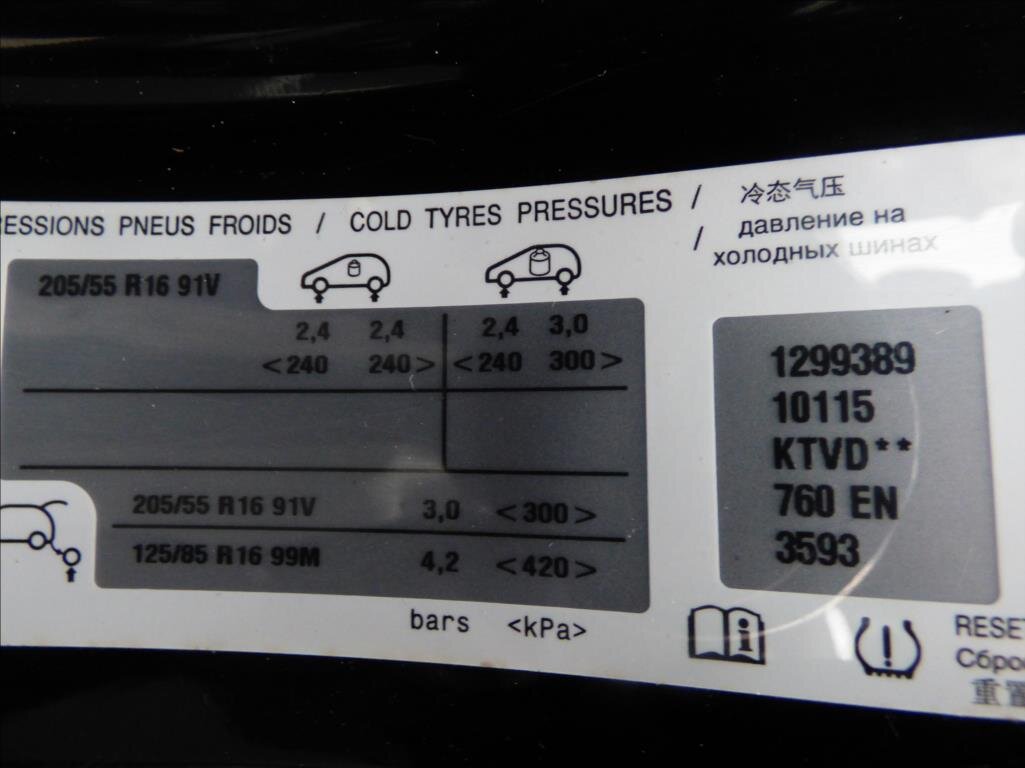 RESSIONS PNEUS FROIDS / COLD TYRES PRESSURES / 冷态气压
/ давление на
холодных шинах
205/55 R16 91V
2,4 2,4 2,4 3,0
<240 240> <240 300>
205/55 R16 91V 3,0 <300>
125/85 R16 99M 4,2 <420>
bars <kPa>
1299389
10115
KTVD**
760 EN
3593
i
RESET
Сбро
重置